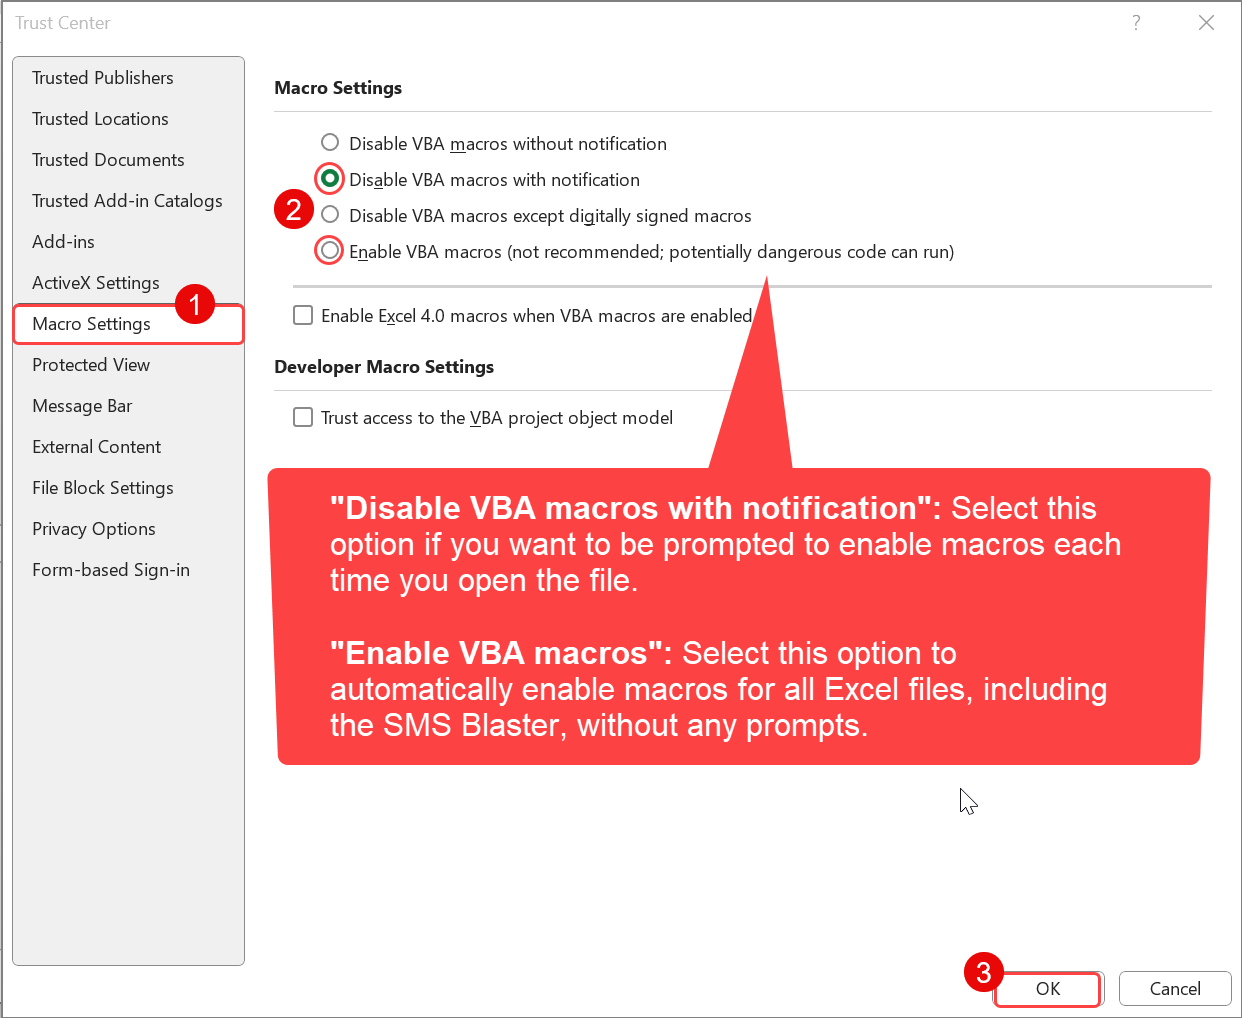 Trust Center
?
Trusted Publishers
Trusted Locations
Trusted Documents
Trusted Add-in Catalogs
Add-ins
ActiveX Settings
1
Macro Settings
Protected View
Message Bar
External Content
File Block Settings
Privacy Options
Form-based Sign-in
Macro Settings
Disable VBA macros without notification
Disable VBA macros with notification
2
Disable VBA macros except digitally signed macros
Enable VBA macros (not recommended; potentially dangerous code can run)
Enable Excel 4.0 macros when VBA macros are enabled
Developer Macro Settings
Trust access to the VBA project object model
"Disable VBA macros with notification": Select this
option if you want to be prompted to enable macros each
time you open the file.
"Enable VBA macros": Select this option to
automatically enable macros for all Excel files, including
the SMS Blaster, without any prompts.
3
OK
Cancel